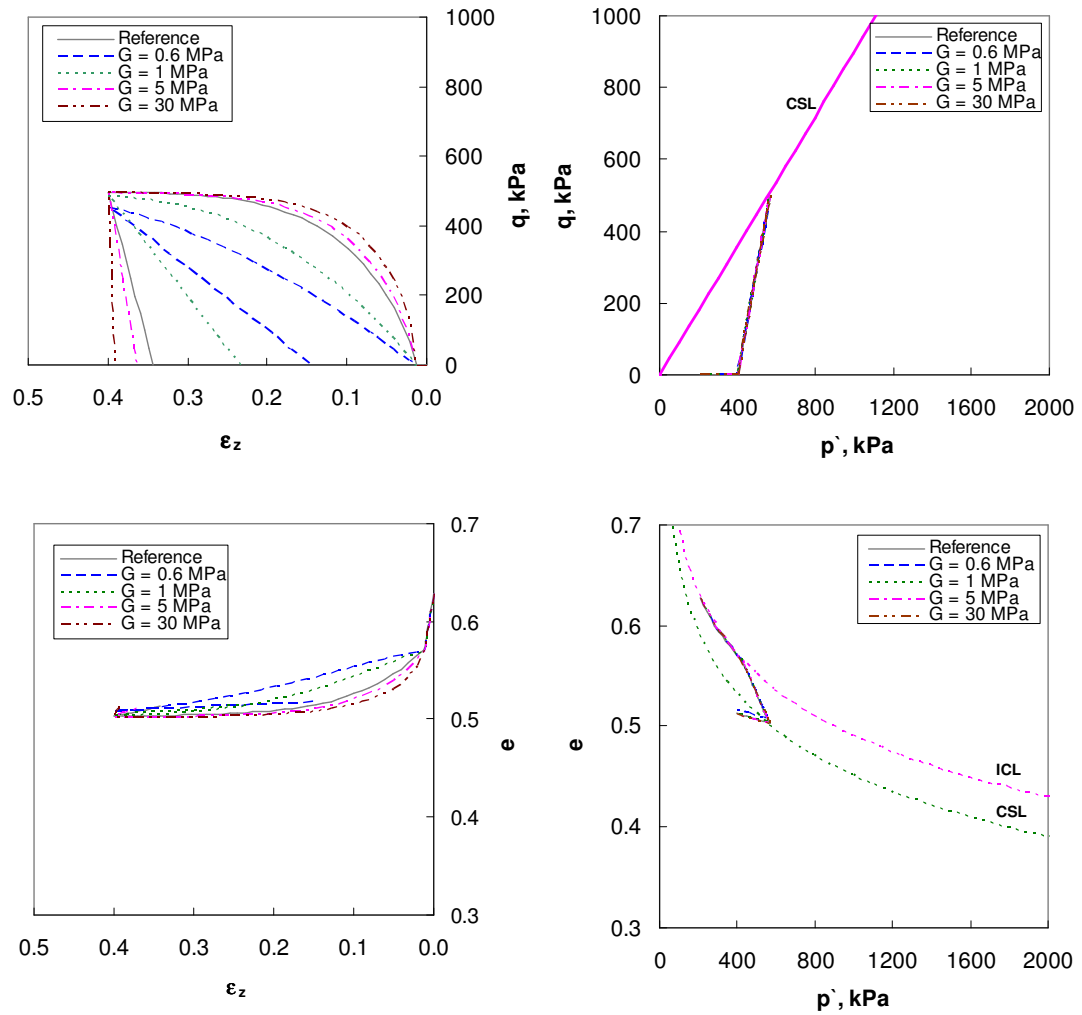 Reference
G = 0.6 MPa
G = 1 MPa
G = 5 MPa
G = 30 MPa
1000
800
600
400
200
0
q, kPa
0.5 0.4 0.3 0.2 0.1 0.0
εz
Reference
G = 0.6 MPa
G = 1 MPa
G = 5 MPa
G = 30 MPa
CSL
1000
800
600
400
200
0
q, kPa
0 400 800 1200 1600 2000
p`, kPa
Reference
G = 0.6 MPa
G = 1 MPa
G = 5 MPa
G = 30 MPa
0.7
0.6
0.5
0.4
0.3
e
0.5 0.4 0.3 0.2 0.1 0.0
εz
Reference
G = 0.6 MPa
G = 1 MPa
G = 5 MPa
G = 30 MPa
ICL
CSL
0.7
0.6
0.5
0.4
0.3
e
0 400 800 1200 1600 2000
p`, kPa